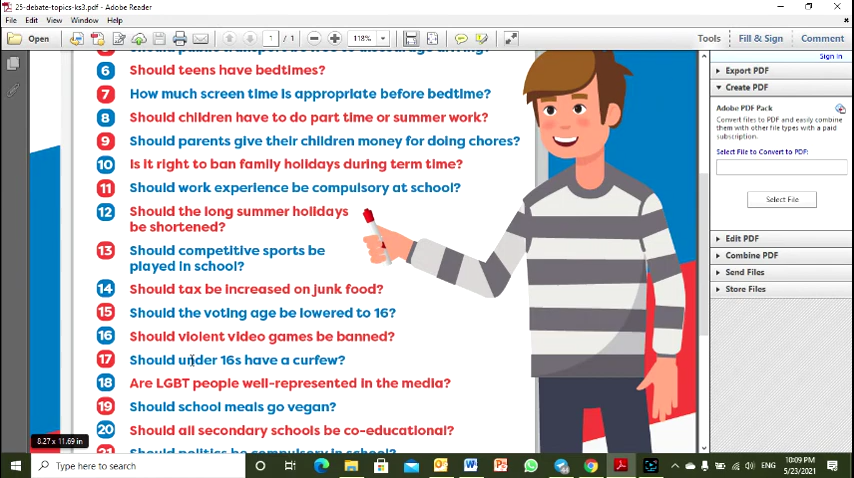 25-debate-topics-ks3.pdf - Adobe Reader
File Edit View Window Help
Open 1 / 1 118% Tools Fill & Sign Comment
Sign In
6 Should teens have bedtimes?
7 How much screen time is appropriate before bedtime?
8 Should children have to do part time or summer work?
9 Should parents give their children money for doing chores?
10 Is it right to ban family holidays during term time?
11 Should work experience be compulsory at school?
12 Should the long summer holidays
be shortened?
13 Should competitive sports be
played in school?
14 Should tax be increased on junk food?
15 Should the voting age be lowered to 16?
16 Should violent video games be banned?
17 Should under 16s have a curfew?
18 Are LGBT people well-represented in the media?
19 Should school meals go vegan?
20 Should all secondary schools be co-educational?
21 Should politics be compulsory in school?
8.27 x 11.69 in
Export PDF
Create PDF
Adobe PDF Pack
Convert files to PDF and easily combine
them with other file types with a paid
subscription.
Select File to Convert to PDF:
Select File
Edit PDF
Combine PDF
Send Files
Store Files
Type here to search
ENG
10:09 PM
5/23/2021